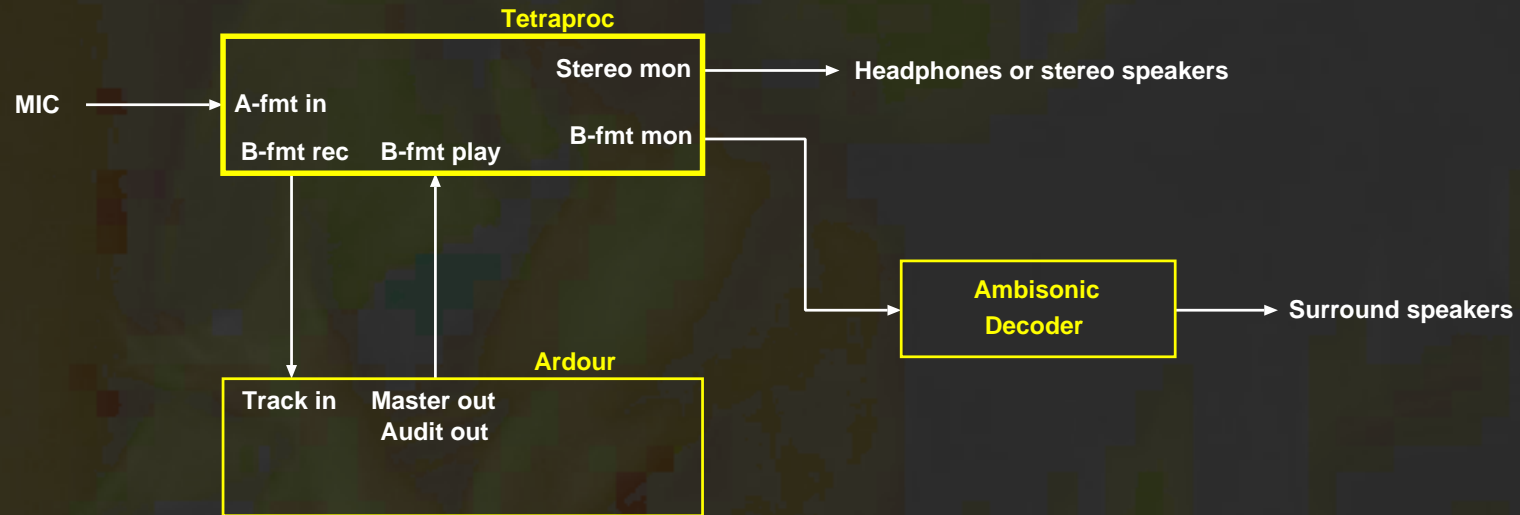 Tetraproc
Stereo mon
Headphones or stereo speakers
MIC
A-fmt in
B-fmt mon
B-fmt rec
B-fmt play
Ambisonic
Decoder
Surround speakers
Ardour
Track in
Master out
Audit out